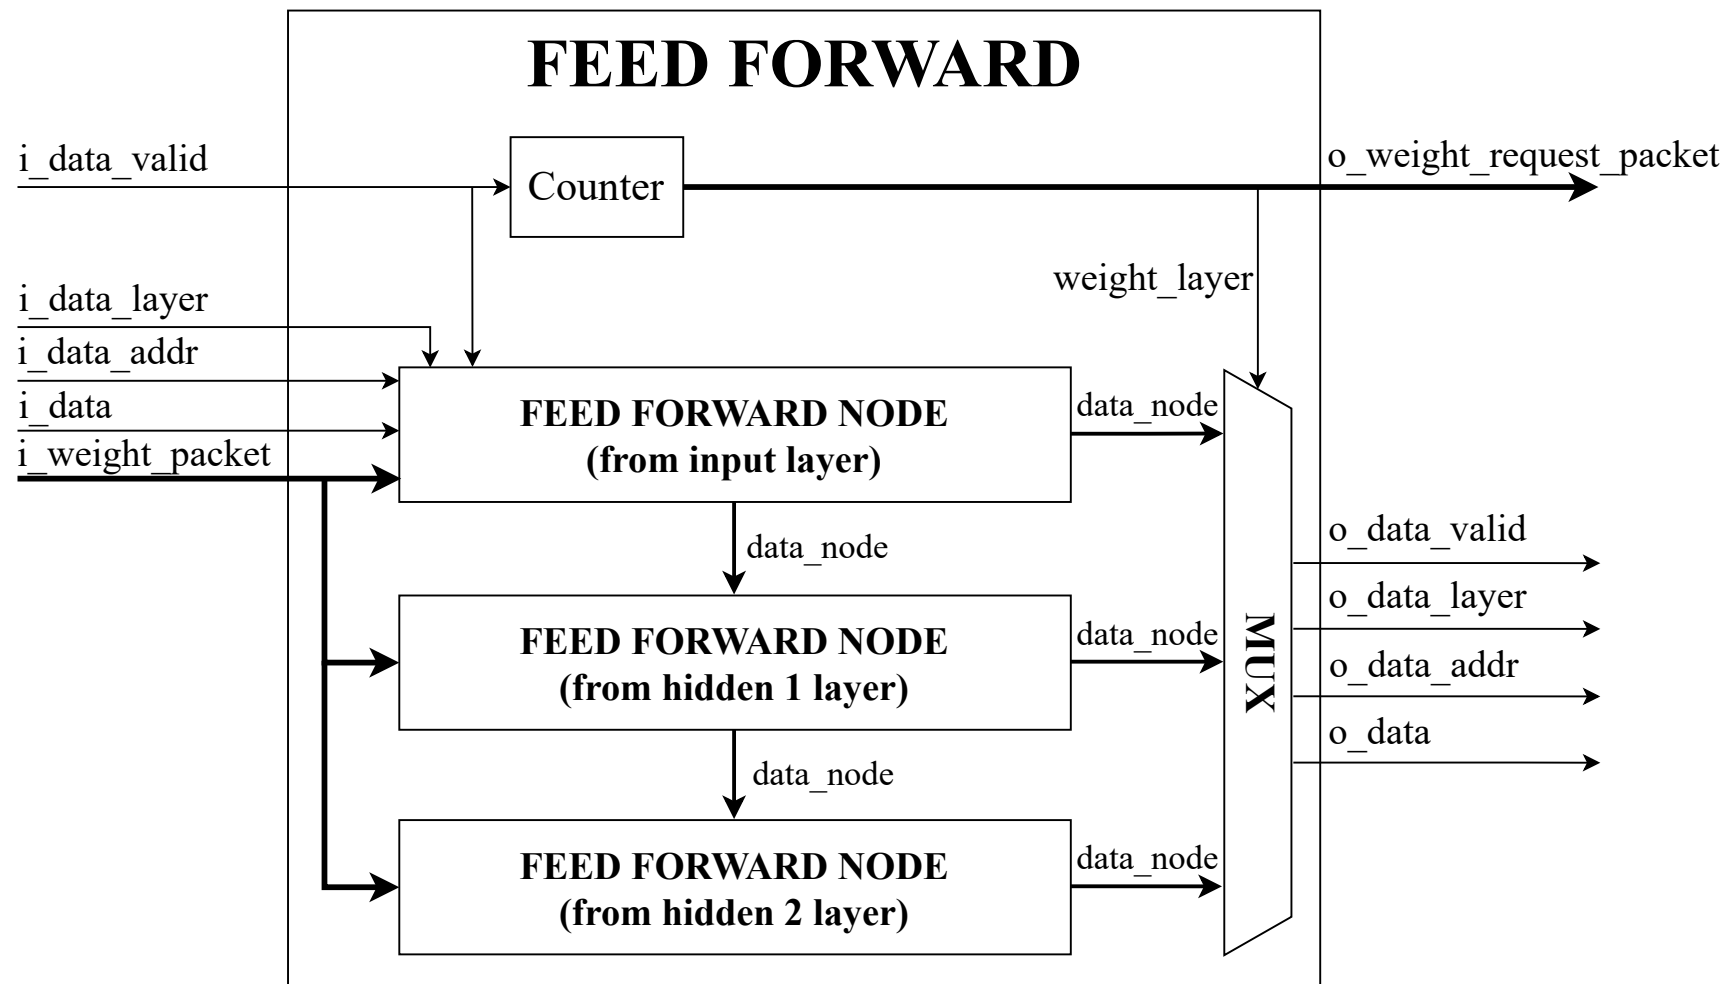 FEED FORWARD
i_data_valid
Counter
o_weight_request_packet
weight_layer
i_data_layer
i_data_addr
i_data
i_weight_packet
FEED FORWARD NODE
(from input layer)
data_node
data_node
FEED FORWARD NODE
(from hidden 1 layer)
data_node
data_node
FEED FORWARD NODE
(from hidden 2 layer)
data_node
MUX
o_data_valid
o_data_layer
o_data_addr
o_data